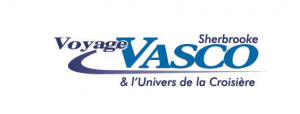 Sherbrooke
Voyage VASCO
& l'Univers de la Croisière